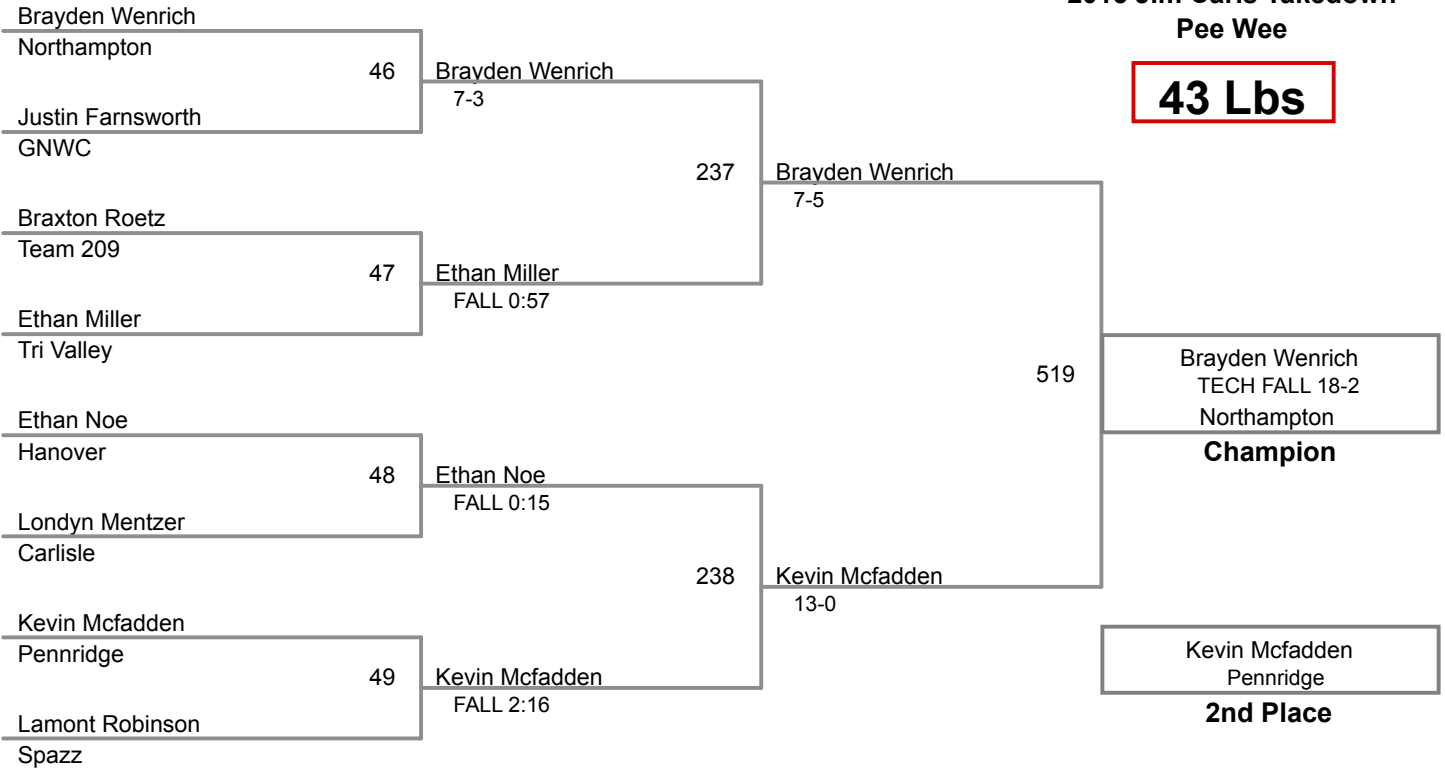 Pee Wee
43 Lbs
Brayden Wenrich
Northampton
46
Brayden Wenrich
7-3
Justin Farnsworth
GNWC
237
Brayden Wenrich
7-5
Braxton Roetz
Team 209
47
Ethan Miller
FALL 0:57
Ethan Miller
Tri Valley
519
Brayden Wenrich
TECH FALL 18-2
Northampton
Champion
Ethan Noe
Hanover
48
Ethan Noe
FALL 0:15
Londyn Mentzer
Carlisle
238
Kevin Mcfadden
13-0
Kevin Mcfadden
Pennridge
49
Kevin Mcfadden
FALL 2:16
Lamont Robinson
Spazz
Kevin Mcfadden
Pennridge
2nd Place